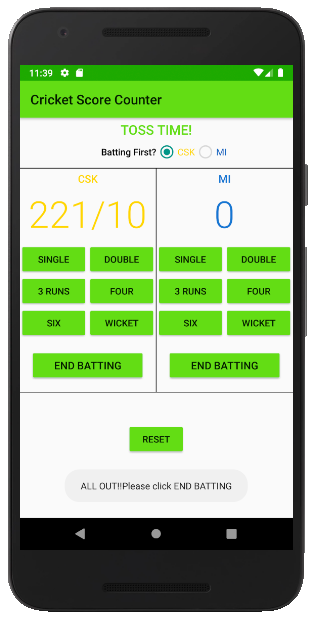 11:39
Cricket Score Counter
TOSS TIME!
Batting First? CSK MI
CSK MI
221/10 0
SINGLE DOUBLE SINGLE DOUBLE
3 RUNS FOUR 3 RUNS FOUR
SIX WICKET SIX WICKET
END BATTING END BATTING
RESET
ALL OUT!!Please click END BATTING